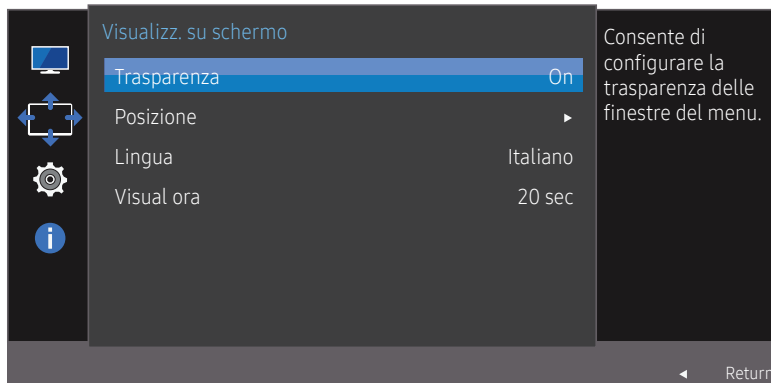 Visualizz. su schermo
Trasparenza On
Posizione ▸
Lingua Italiano
Visual ora 20 sec
Consente di
configurare la
trasparenza delle
finestre del menu.
◂ Return